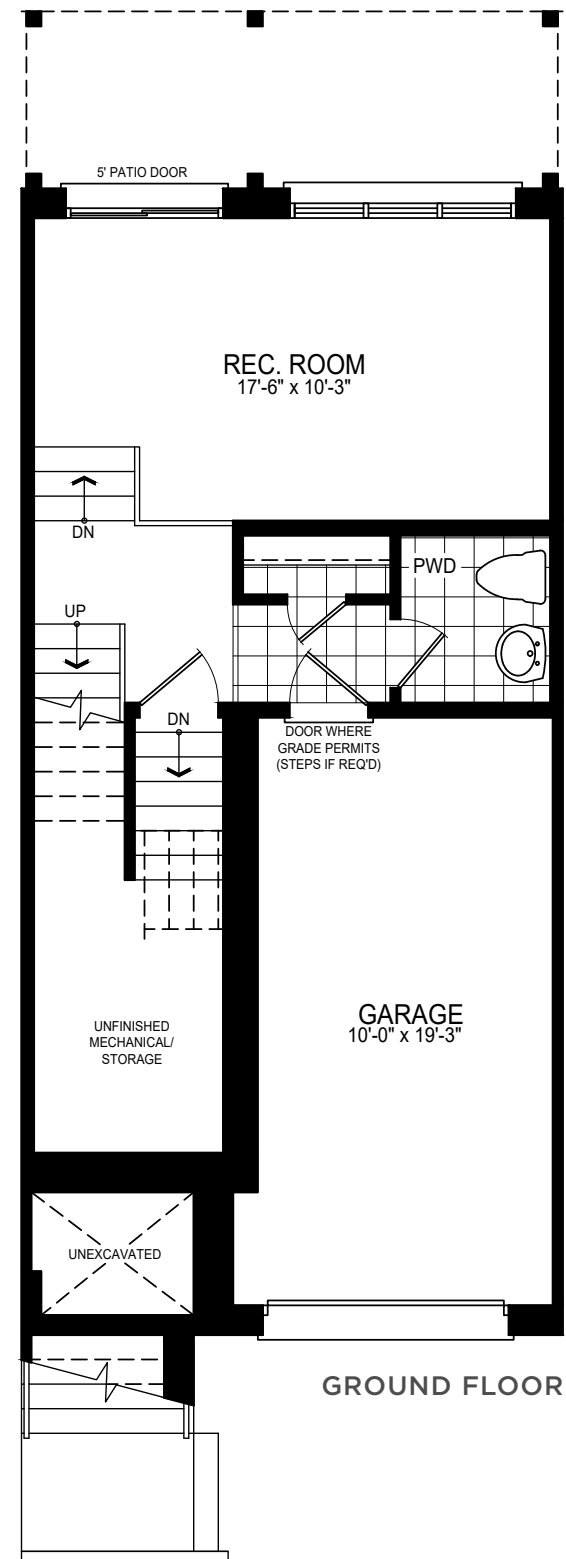 5' PATIO DOOR
REC. ROOM
17'-6" x 10'-3"
DN
PWD
UP
DN
DOOR WHERE
GRADE PERMITS
(STEPS IF REQ'D)
GARAGE
10'-0" x 19'-3"
UNFINISHED
MECHANICAL/
STORAGE
UNEXCAVATED
GROUND FLOOR